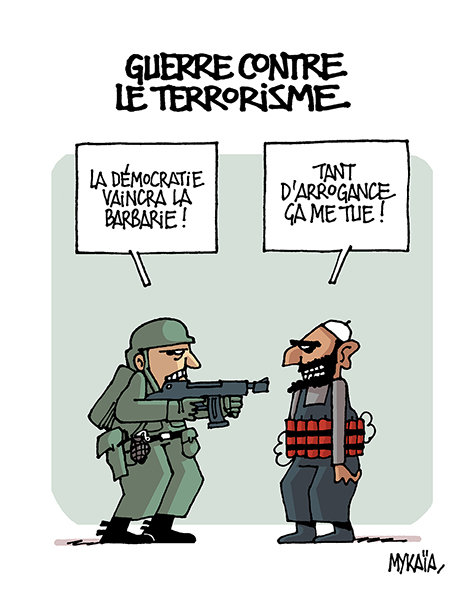 GUERRE CONTRE
LE TERRORISME.
LA DÉMOCRATIE
VAINCRA LA
BARBARIE !
TANT
D'ARROGANCE
ÇA ME TUE !
MYKAÏA,